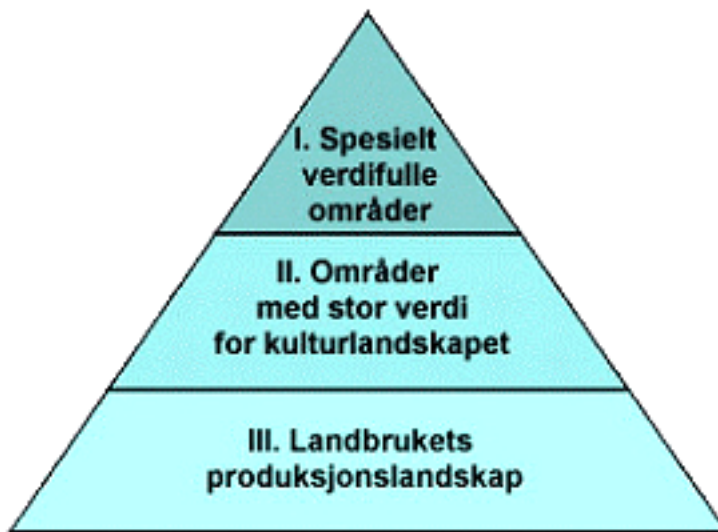 I. Spesielt
verdifulle
områder
II. Områder
med stor verdi
for kulturlandskapet
III. Landbrukets
produksjonslandskap